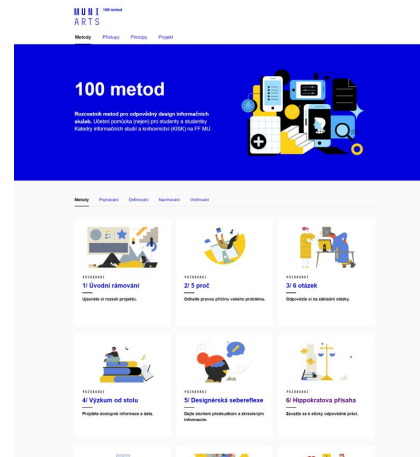 MUNI 100 metod
ARTS
Metody Přístupy Principy Projekt
100 metod
Rozcestník metod pro odpovědný design informačních
služeb. Učební pomůcka (nejen) pro studenty a studentky
Katedry informačních studií a knihovnictví (KISK) na FF MU.
Metody Poznávání Definování Navrhování Ověřování
POZNÁVÁNÍ
1/ Úvodní rámování
Ujasněte si rozsah projektu.
POZNÁVÁNÍ
2/ 5 proč
Odhalte pravou příčinu vašeho problému.
POZNÁVÁNÍ
3/ 6 otázek
Odpovězte si na základní otázky.
POZNÁVÁNÍ
4/ Výzkum od stolu
Projděte dostupné informace a data.
POZNÁVÁNÍ
5/ Designérská sebereflexe
Dejte sbohem předsudkům a zkresleným
informacím.
POZNÁVÁNÍ
6/ Hippokratova přísaha
Zavažte se k eticky odpovědné práci.